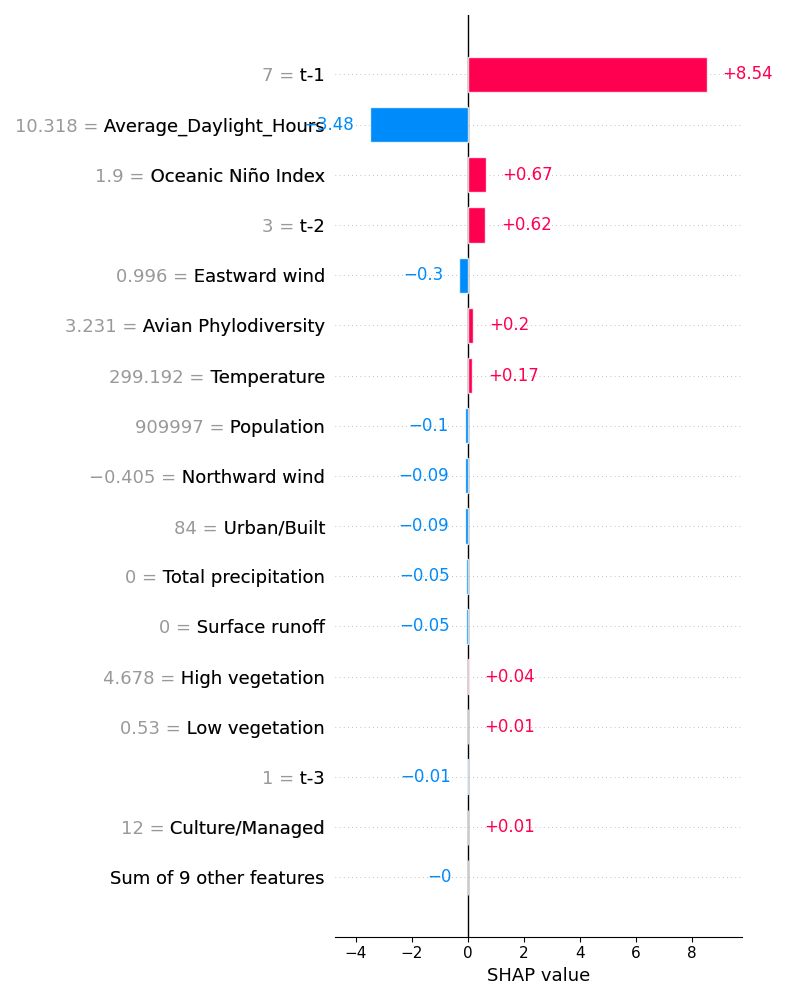 7 = t-1 +8.54
10.318 = Average_Daylight_Hours −3.48
1.9 = Oceanic Niño Index +0.67
3 = t-2 +0.62
0.996 = Eastward wind −0.3
3.231 = Avian Phylodiversity +0.2
299.192 = Temperature +0.17
909997 = Population −0.1
−0.405 = Northward wind −0.09
84 = Urban/Built −0.09
0 = Total precipitation −0.05
0 = Surface runoff −0.05
4.678 = High vegetation +0.04
0.53 = Low vegetation +0.01
1 = t-3 −0.01
12 = Culture/Managed +0.01
Sum of 9 other features −0
−4 −2 0 2 4 6 8
SHAP value